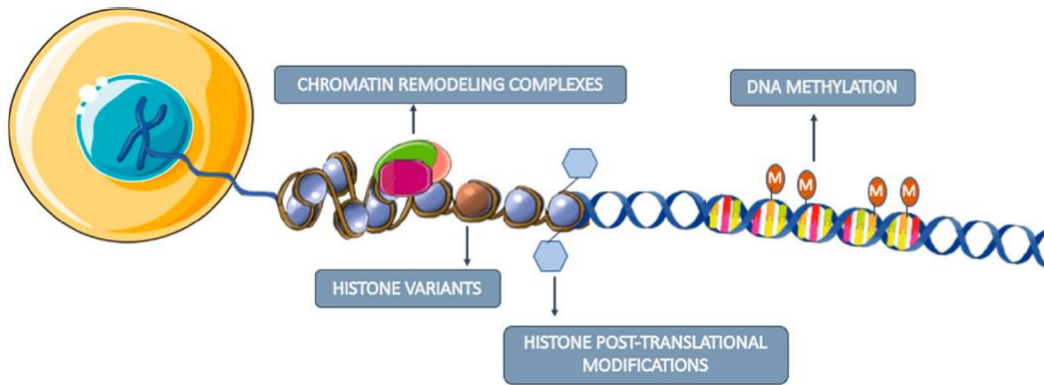 CHROMATIN REMODELING COMPLEXES
DNA METHYLATION
M
M
M
M
HISTONE VARIANTS
HISTONE POST-TRANSLATIONAL
MODIFICATIONS